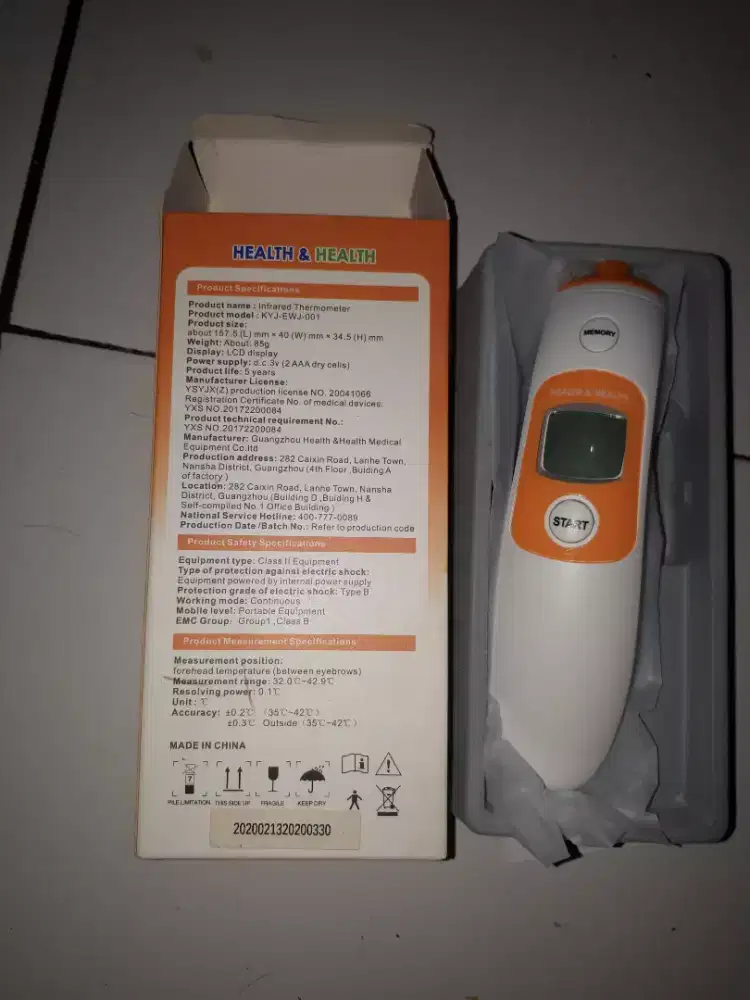 HEALTH & HEALTH
Product Specifications
Product name : Infrared Thermometer
Product model : KYJ-EWJ-001
Product size:
about 157.5 (L) mm × 40 (W) mm × 34.5 (H) mm
Weight: About: 85g
Display: LCD display
Power supply: d.c.3v (2 AAA dry cells)
Product life: 5 years
Manufacturer License:
YSYJX(Z) production license NO. 20041066
Registration Certificate No. of medical devices:
YXS NO.20172200084
Product technical requirement No.:
YXS NO.20172200084
Manufacturer: Guangzhou Health &Health Medical
Equipment Co.ltd
Production address: 282 Caixin Road, Lanhe Town,
Nansha District, Guangzhou (4th Floor ,Buiding A
of factory )
Location: 282 Caixin Road, Lanhe Town, Nansha
District, Guangzhou (Building D ,Buiding H &
Self-compiled No.1 Office Building )
National Service Hotline: 400-777-0089
Production Date /Batch No.: Refer to production code
Product Safety Specifications
Equipment type: Class II Equipment
Type of protection against electric shock:
Equipment powered by internal power supply
Protection grade of electric shock: Type B
Working mode: Continuous
Mobile level: Portable Equipment
EMC Group: Group1 ,Class B
Product Measurement Specifications
Measurement position:
forehead temperature (between eyebrows)
Measurement range: 32.0℃~42.9℃
Resolving power: 0.1℃
Unit: ℃
Accuracy: ±0.2℃ (35℃~42℃)
±0.3℃ Outside (35℃~42℃)
MADE IN CHINA
7
PILE LIMITATION THIS SIDE UP FRAGILE KEEP DRY
2020021320200330
MEMORY
HEALTH & HEALTH
START